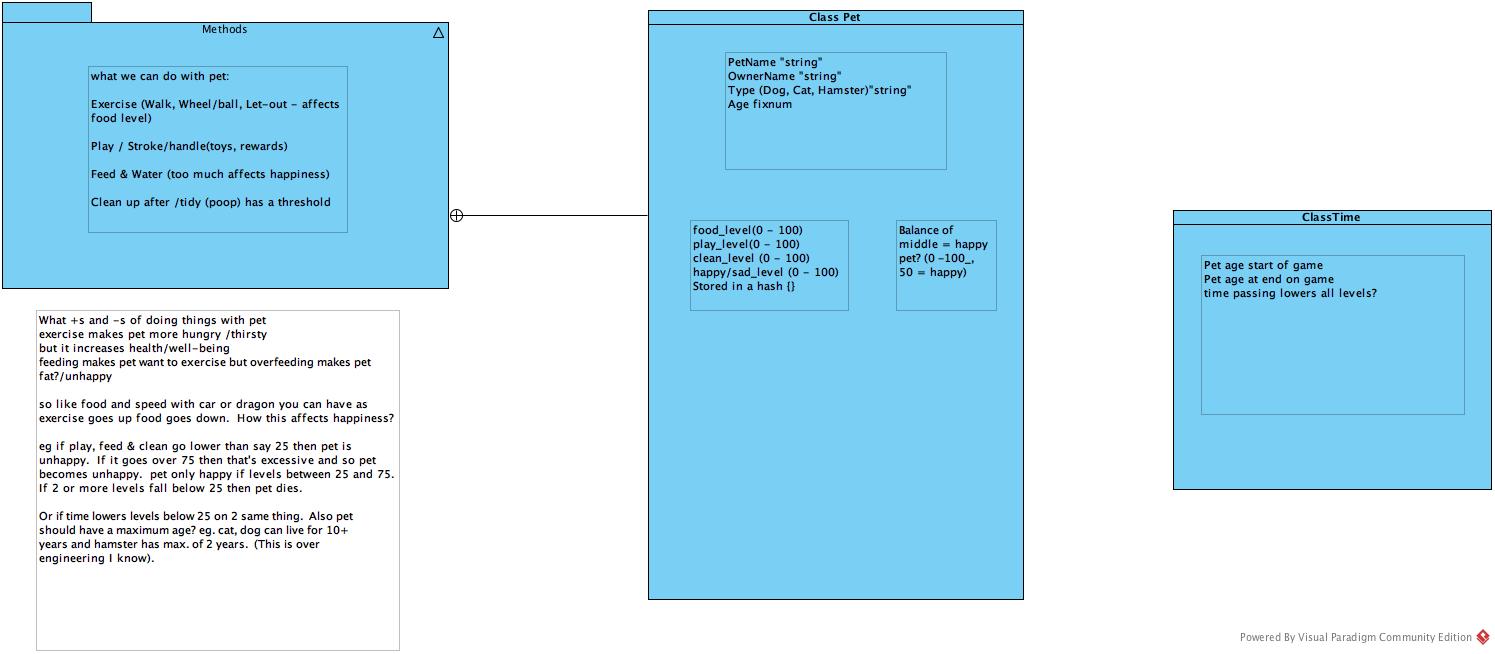 Methods
what we can do with pet:
Exercise (Walk, Wheel/ball, Let-out - affects
food level)
Play / Stroke/handle(toys, rewards)
Feed & Water (too much affects happiness)
Clean up after /tidy (poop) has a threshold
What +s and -s of doing things with pet
exercise makes pet more hungry /thirsty
but it increases health/well-being
feeding makes pet want to exercise but overfeeding makes pet
fat?/unhappy
so like food and speed with car or dragon you can have as
exercise goes up food goes down.  How this affects happiness?
eg if play, feed & clean go lower than say 25 then pet is
unhappy.  If it goes over 75 then that's excessive and so pet
becomes unhappy.  pet only happy if levels between 25 and 75.
If 2 or more levels fall below 25 then pet dies.
Or if time lowers levels below 25 on 2 same thing.  Also pet
should have a maximum age? eg. cat, dog can live for 10+
years and hamster has max. of 2 years.  (This is over
engineering I know).
Class Pet
PetName "string"
OwnerName "string"
Type (Dog, Cat, Hamster)"string"
Age fixnum
food_level(0 - 100)
play_level(0 - 100)
clean_level (0 - 100)
happy/sad_level (0 - 100)
Stored in a hash {}
Balance of
middle = happy
pet? (0 -100_,
50 = happy)
ClassTime
Pet age start of game
Pet age at end on game
time passing lowers all levels?
Powered By Visual Paradigm Community Edition